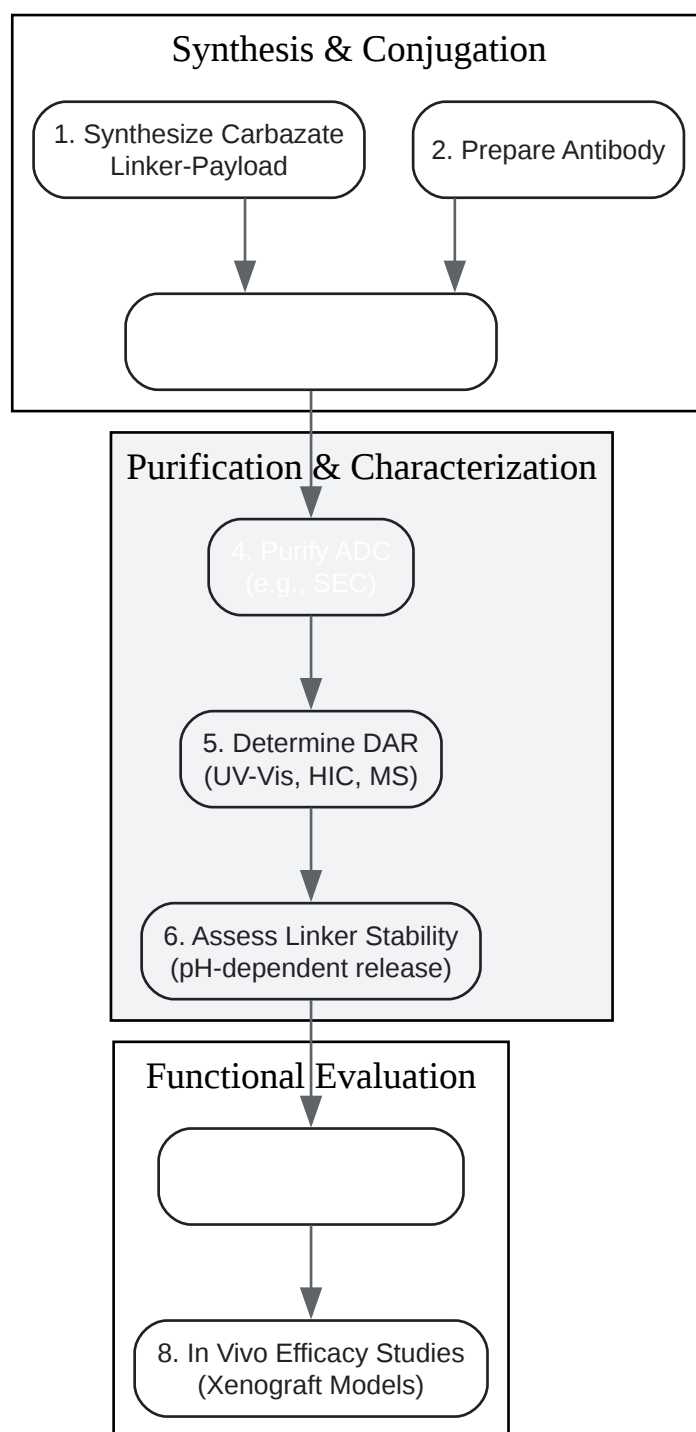 Synthesis & Conjugation
1. Synthesize Carbazate
Linker-Payload
2. Prepare Antibody
Purification & Characterization
4. Purify ADC
(e.g., SEC)
5. Determine DAR
(UV-Vis, HIC, MS)
6. Assess Linker Stability
(pH-dependent release)
Functional Evaluation
8. In Vivo Efficacy Studies
(Xenograft Models)